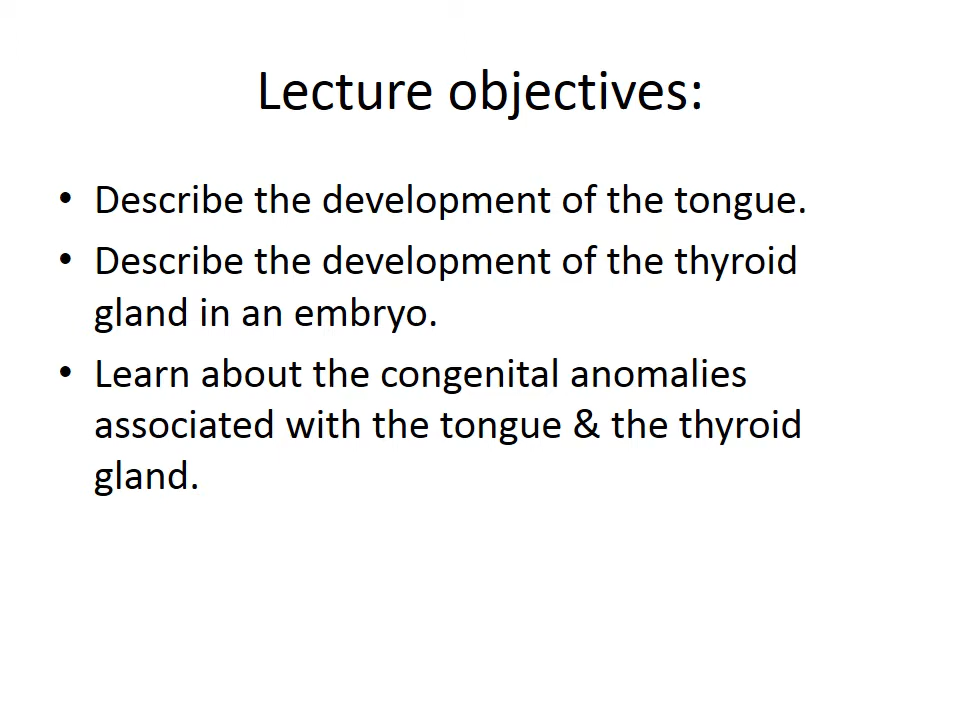 Lecture objectives:
• Describe the development of the tongue.
• Describe the development of the thyroid
gland in an embryo.
• Learn about the congenital anomalies
associated with the tongue & the thyroid
gland.